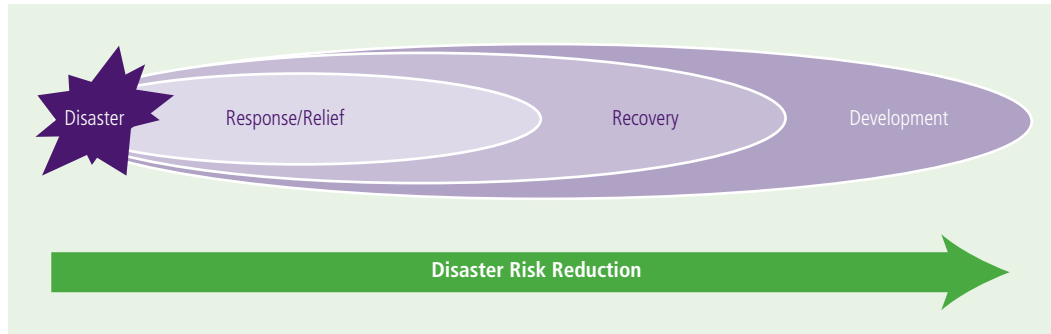 Disaster
Response/Relief
Recovery
Development
Disaster Risk Reduction